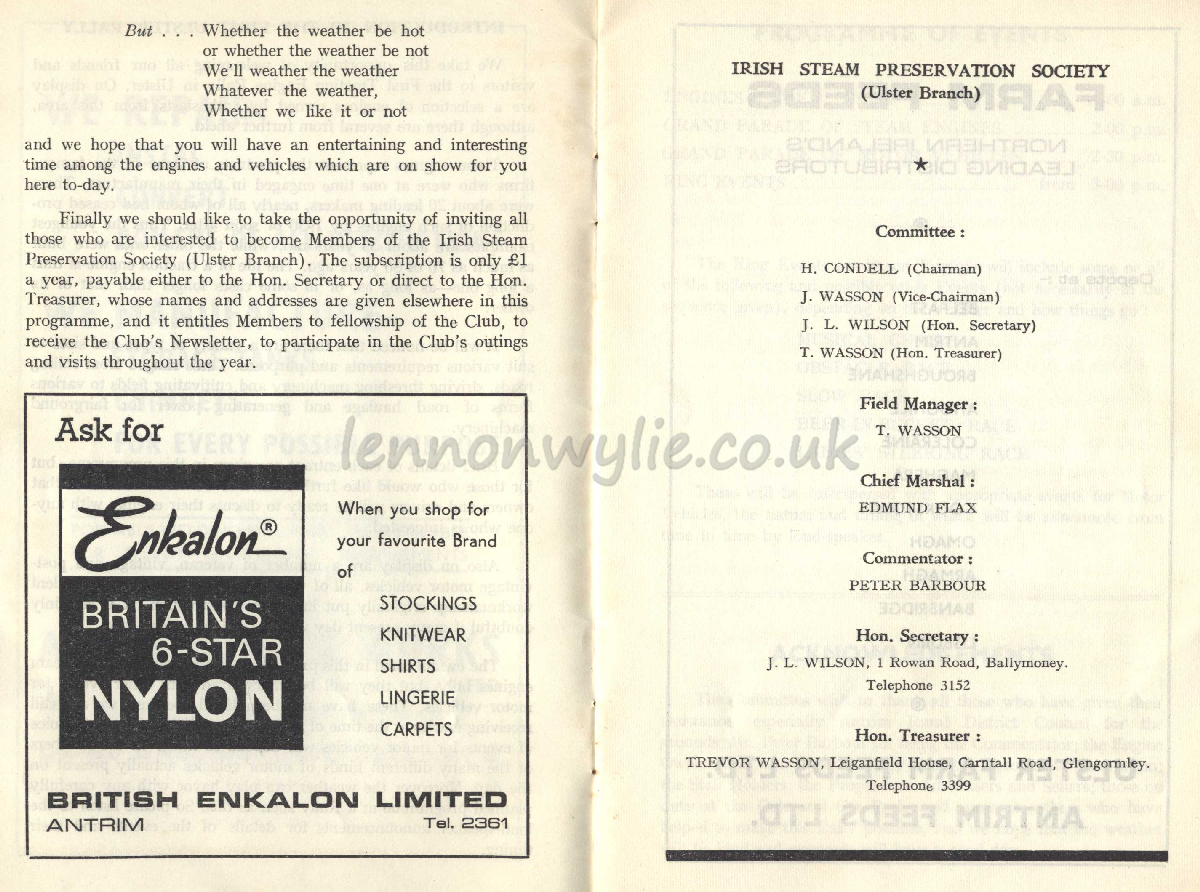 But . . . Whether the weather be hot
or whether the weather be not
We'll weather the weather
Whatever the weather,
Whether we like it or not
and we hope that you will have an entertaining and interesting
time among the engines and vehicles which are on show for you
here to-day.
Finally we should like to take the opportunity of inviting all
those who are interested to become Members of the Irish Steam
Preservation Society (Ulster Branch). The subscription is only £1
a year, payable either to the Hon. Secretary or direct to the Hon.
Treasurer, whose names and addresses are given elsewhere in this
programme, and it entitles Members to fellowship of the Club, to
receive the Club's Newsletter, to participate in the Club's outings
and visits throughout the year.
Ask for
Enkalon®
BRITAIN'S
6-STAR
NYLON
When you shop for
your favourite Brand
of
STOCKINGS
KNITWEAR
SHIRTS
LINGERIE
CARPETS
BRITISH ENKALON LIMITED
ANTRIM Tel. 2361
lennonwylie.co.uk
IRISH STEAM PRESERVATION SOCIETY
(Ulster Branch)
★
Committee :
H. CONDELL (Chairman)
J. WASSON (Vice-Chairman)
J. L. WILSON (Hon. Secretary)
T. WASSON (Hon. Treasurer)
Field Manager :
T. WASSON
Chief Marshal :
EDMUND FLAX
Commentator :
PETER BARBOUR
Hon. Secretary :
J. L. WILSON, 1 Rowan Road, Ballymoney.
Telephone 3152
Hon. Treasurer :
TREVOR WASSON, Leiganfield House, Carntall Road, Glengormley.
Telephone 3399